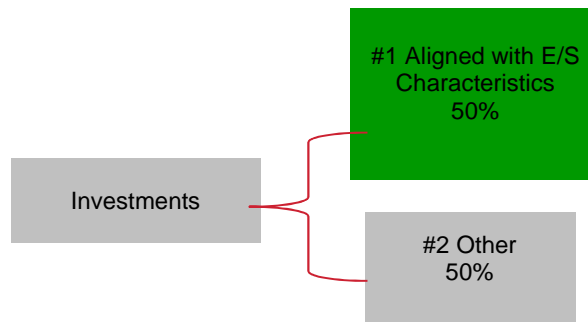 #1 Aligned with E/S
Characteristics
50%
Investments
#2 Other
50%